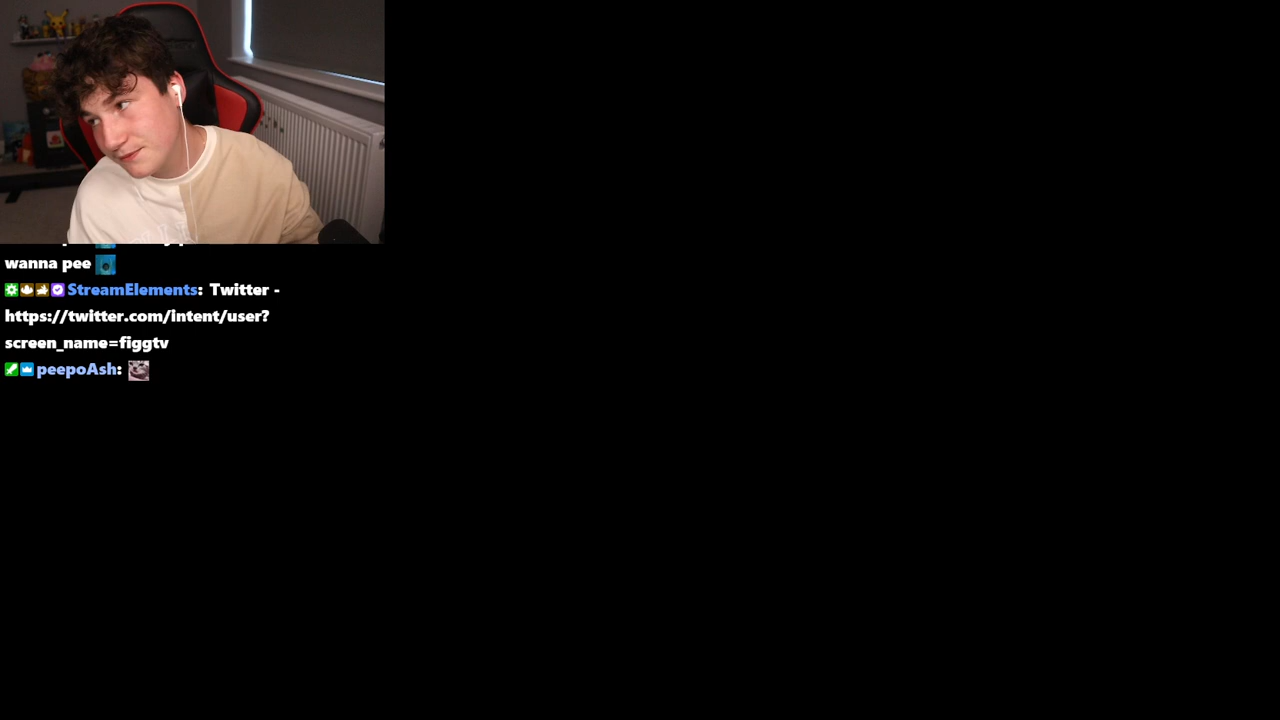 wanna pee
StreamElements: Twitter -
https://twitter.com/intent/user?
screen_name=figgtv
peepoAsh: